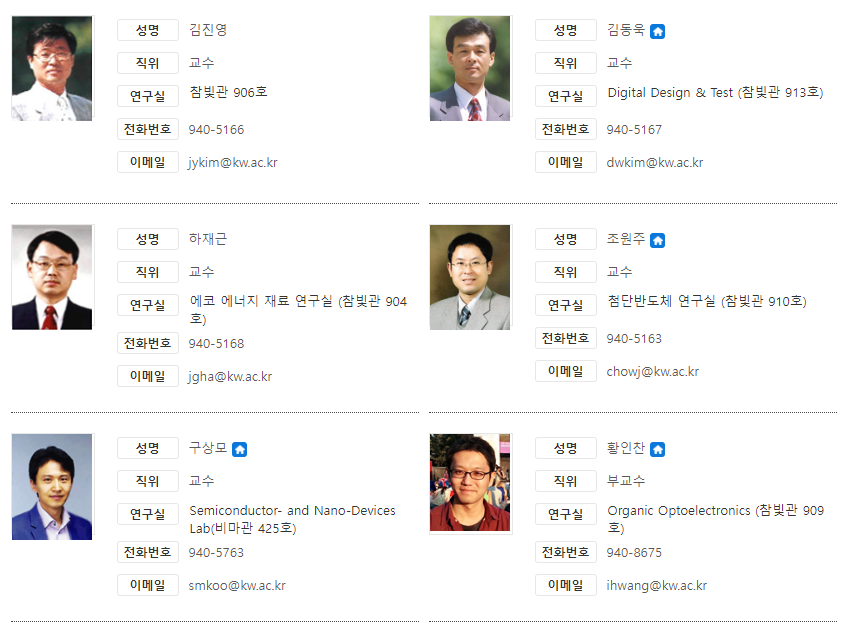 성명 김진영
직위 교수
연구실 참빛관 906호
전화번호 940-5166
이메일 jykim@kw.ac.kr
성명 김동욱
직위 교수
연구실 Digital Design & Test (참빛관 913호)
전화번호 940-5167
이메일 dwkim@kw.ac.kr
성명 하재근
직위 교수
연구실 에코 에너지 재료 연구실 (참빛관 904
호)
전화번호 940-5168
이메일 jgha@kw.ac.kr
성명 조원주
직위 교수
연구실 첨단반도체 연구실 (참빛관 910호)
전화번호 940-5163
이메일 chowj@kw.ac.kr
성명 구상모
직위 교수
연구실 Semiconductor- and Nano-Devices
Lab(비마관 425호)
전화번호 940-5763
이메일 smkoo@kw.ac.kr
성명 황인찬
직위 부교수
연구실 Organic Optoelectronics (참빛관 909
호)
전화번호 940-8675
이메일 ihwang@kw.ac.kr